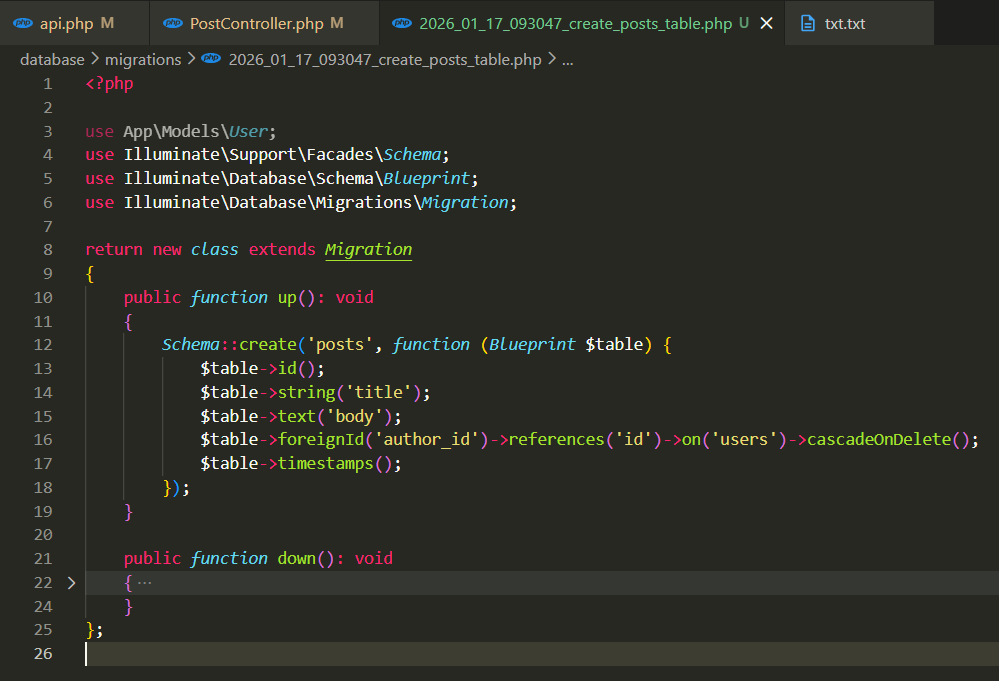 php api.php M php PostController.php M php 2026_01_17_093047_create_posts_table.php U × txt.txt
database > migrations > php 2026_01_17_093047_create_posts_table.php > ...
1 <?php
2
3 use App\Models\User;
4 use Illuminate\Support\Facades\Schema;
5 use Illuminate\Database\Schema\Blueprint;
6 use Illuminate\Database\Migrations\Migration;
7
8 return new class extends Migration
9 {
10 public function up(): void
11 {
12 Schema::create('posts', function (Blueprint $table) {
13 $table->id();
14 $table->string('title');
15 $table->text('body');
16 $table->foreignId('author_id')->references('id')->on('users')->cascadeOnDelete();
17 $table->timestamps();
18 });
19 }
20
21 public function down(): void
22 > { ···
24 }
25 };
26